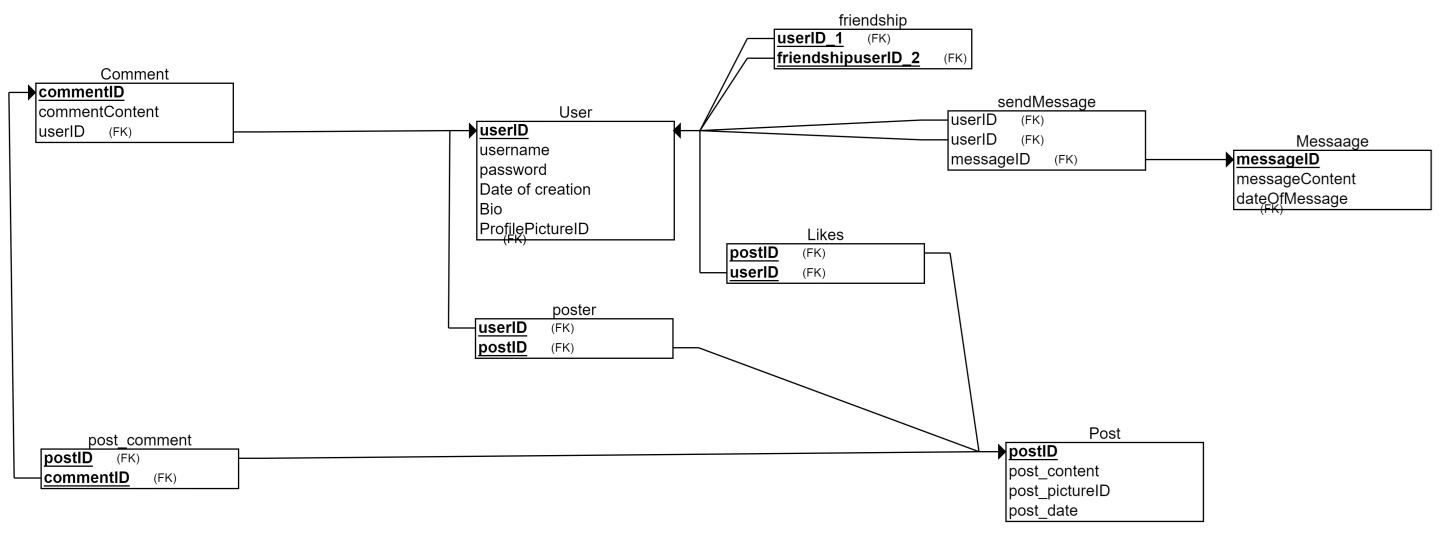 friendship
userID_1 (FK)
friendshipuserID_2 (FK)
Comment
commentID
commentContent
userID (FK)
User
userID
username
password
Date of creation
Bio
ProfilePictureID
(FK)
sendMessage
userID (FK)
userID (FK)
messageID (FK)
Messaage
messageID
messageContent
dateOfMessage
(FK)
Likes
postID (FK)
userID (FK)
poster
userID (FK)
postID (FK)
post_comment
postID (FK)
commentID (FK)
Post
postID
post_content
post_pictureID
post_date